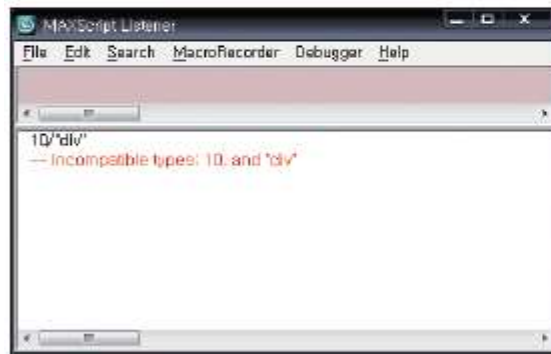 MAXScript Listener
File Edit Search MacroRecorder Debugger Help
10/"div"
-- Incompatible types: 10, and "div"